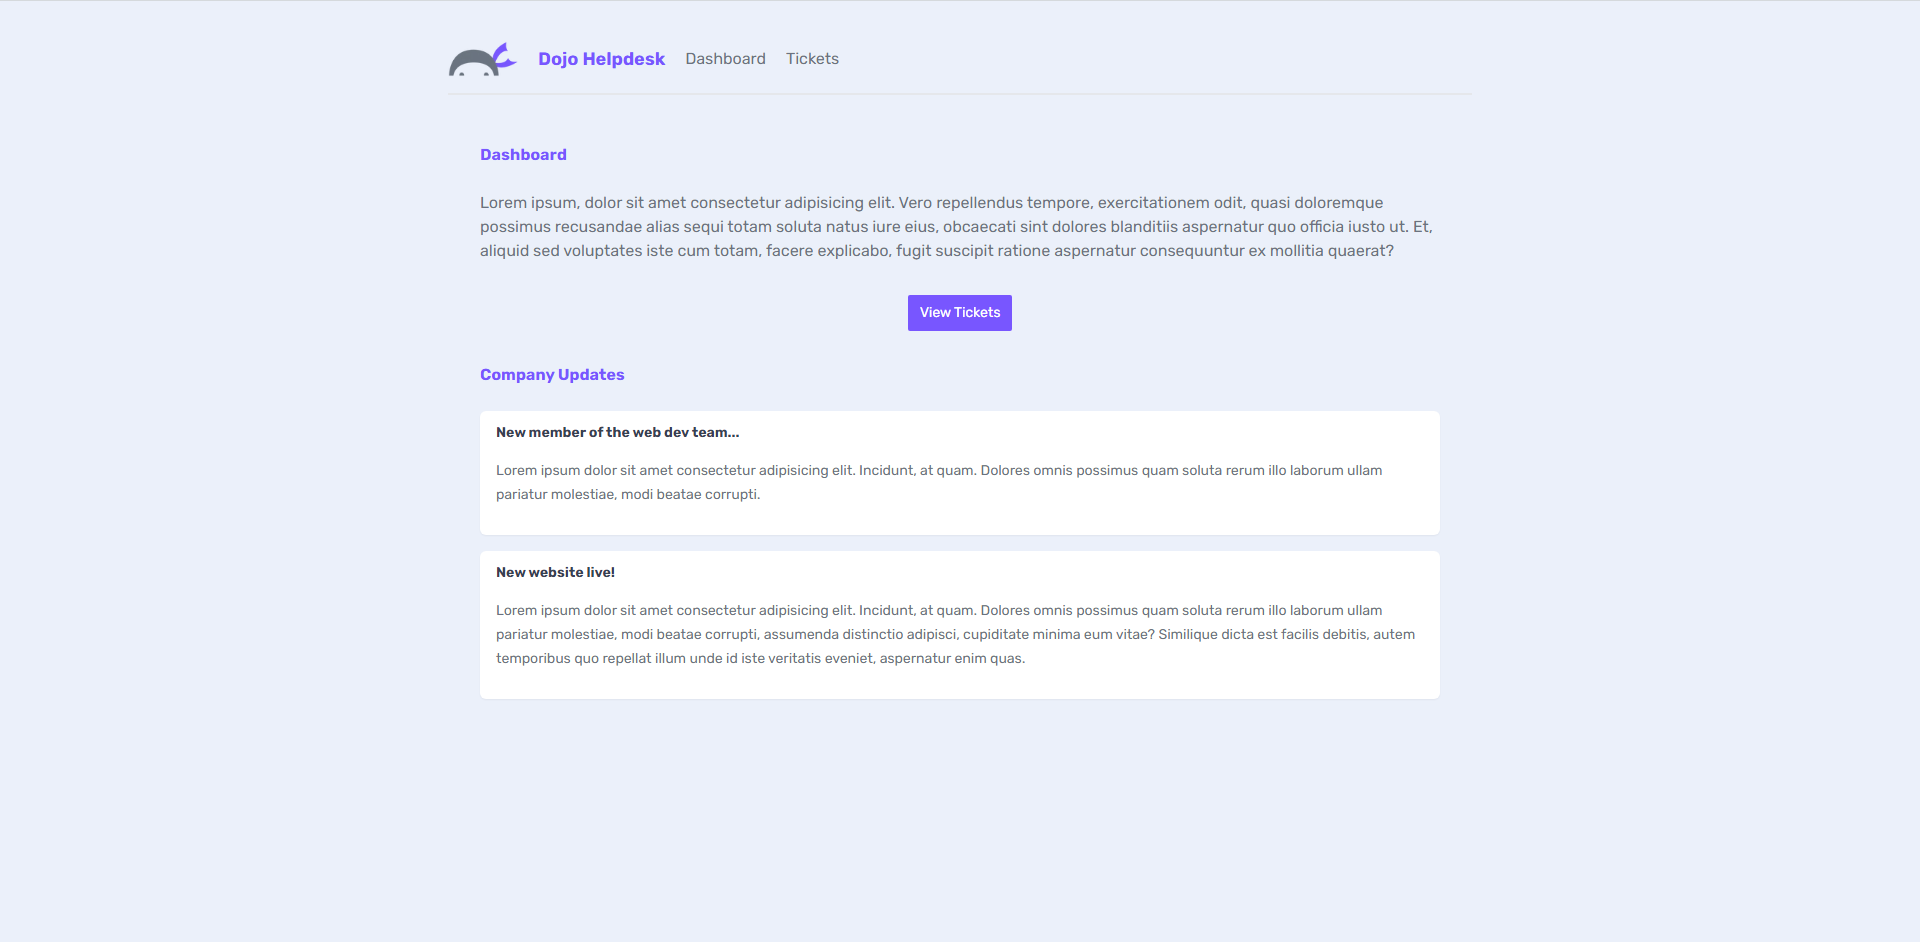 Dojo Helpdesk Dashboard Tickets
Dashboard
Lorem ipsum, dolor sit amet consectetur adipisicing elit. Vero repellendus tempore, exercitationem odit, quasi doloremque
possimus recusandae alias sequi totam soluta natus iure eius, obcaecati sint dolores blanditiis aspernatur quo officia iusto ut. Et,
aliquid sed voluptates iste cum totam, facere explicabo, fugit suscipit ratione aspernatur consequuntur ex mollitia quaerat?
View Tickets
Company Updates
New member of the web dev team...
Lorem ipsum dolor sit amet consectetur adipisicing elit. Incidunt, at quam. Dolores omnis possimus quam soluta rerum illo laborum ullam
pariatur molestiae, modi beatae corrupti.
New website live!
Lorem ipsum dolor sit amet consectetur adipisicing elit. Incidunt, at quam. Dolores omnis possimus quam soluta rerum illo laborum ullam
pariatur molestiae, modi beatae corrupti, assumenda distinctio adipisci, cupiditate minima eum vitae? Similique dicta est facilis debitis, autem
temporibus quo repellat illum unde id iste veritatis eveniet, aspernatur enim quas.